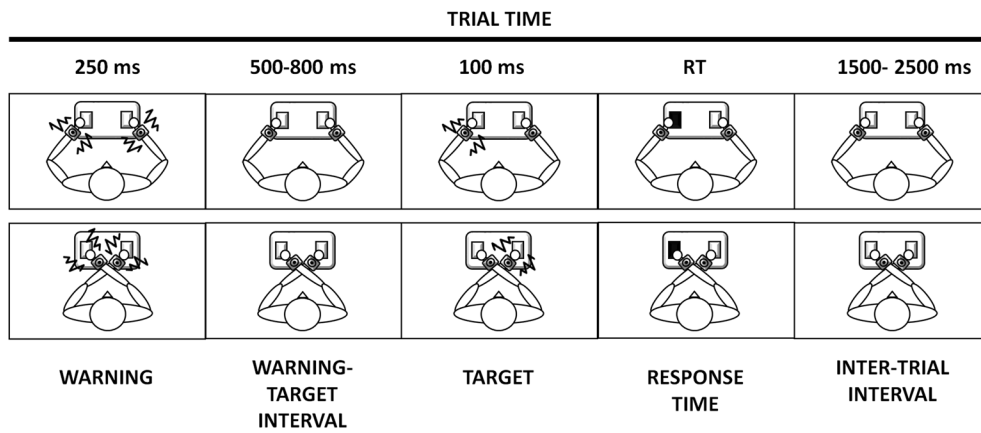 TRIAL TIME
250 ms 500-800 ms 100 ms RT 1500- 2500 ms
WARNING
WARNING-
TARGET
INTERVAL
TARGET
RESPONSE
TIME
INTER-TRIAL
INTERVAL